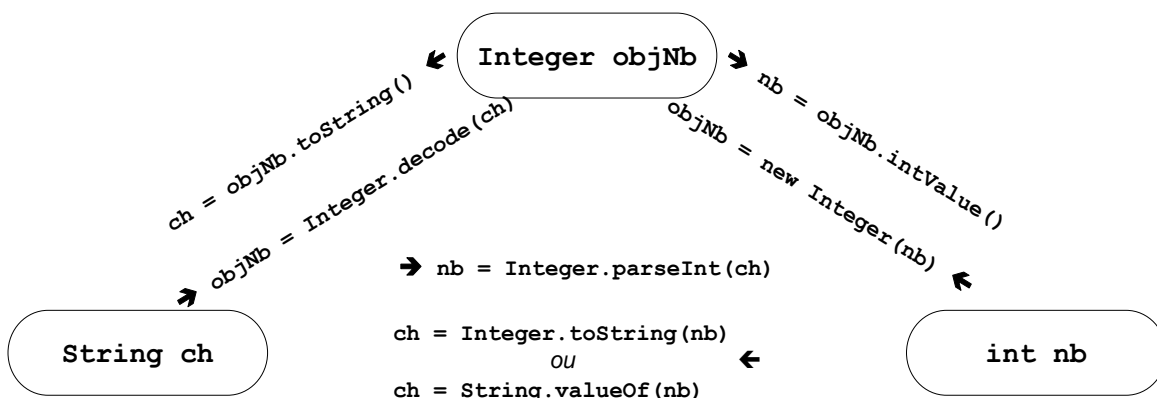 Integer objNb
ch = objNb.toString()
objNb = Integer.decode(ch)
nb = objNb.intValue()
objNb = new Integer(nb)
nb = Integer.parseInt(ch)
ch = Integer.toString(nb)
ou
ch = String.valueOf(nb)
String ch
int nb